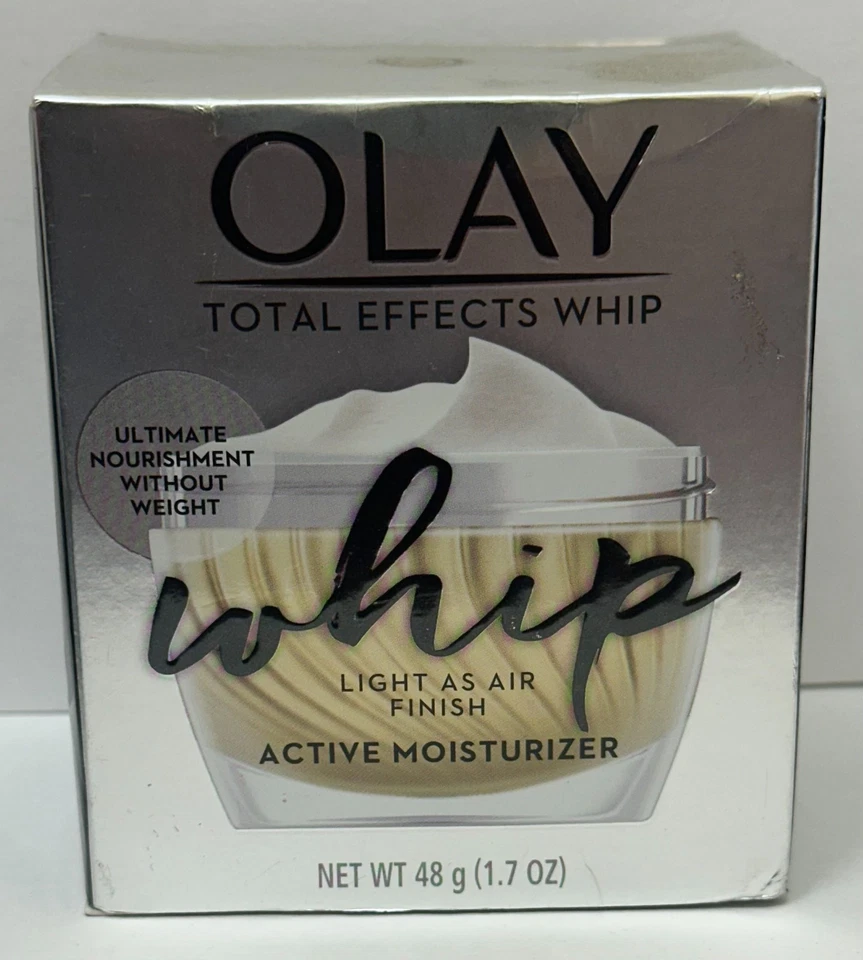 OLAY
TOTAL EFFECTS WHIP
ULTIMATE
NOURISHMENT
WITHOUT
WEIGHT
whip
LIGHT AS AIR
FINISH
ACTIVE MOISTURIZER
NET WT 48 g (1.7 OZ)